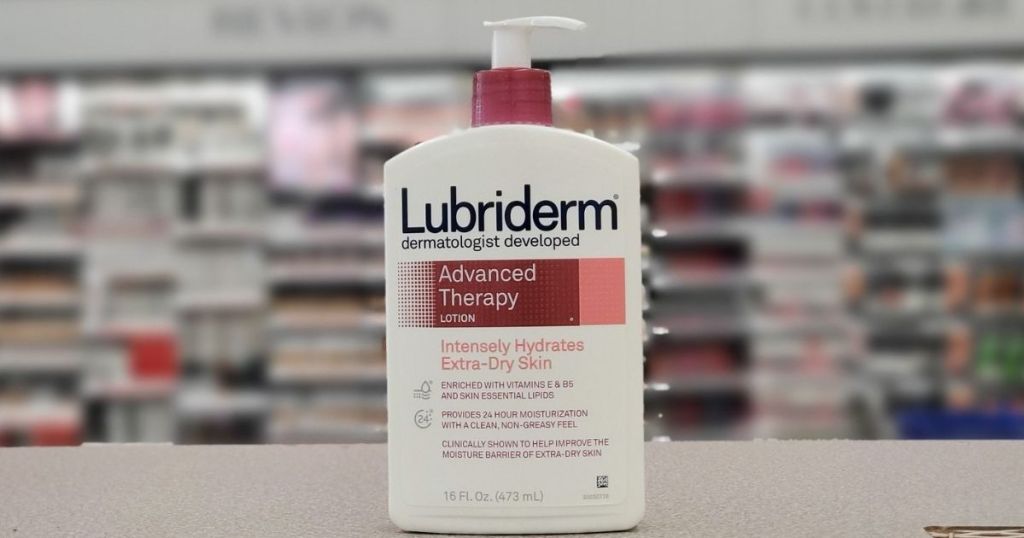 REVLON
Lubriderm®
dermatologist developed
Advanced
Therapy
LOTION
Intensely Hydrates
Extra-Dry Skin
ENRICHED WITH VITAMINS E & B5
AND SKIN ESSENTIAL LIPIDS
24
PROVIDES 24 HOUR MOISTURIZATION
WITH A CLEAN, NON-GREASY FEEL
CLINICALLY SHOWN TO HELP IMPROVE THE
MOISTURE BARRIER OF EXTRA-DRY SKIN
16 FL. Oz. (473 mL)